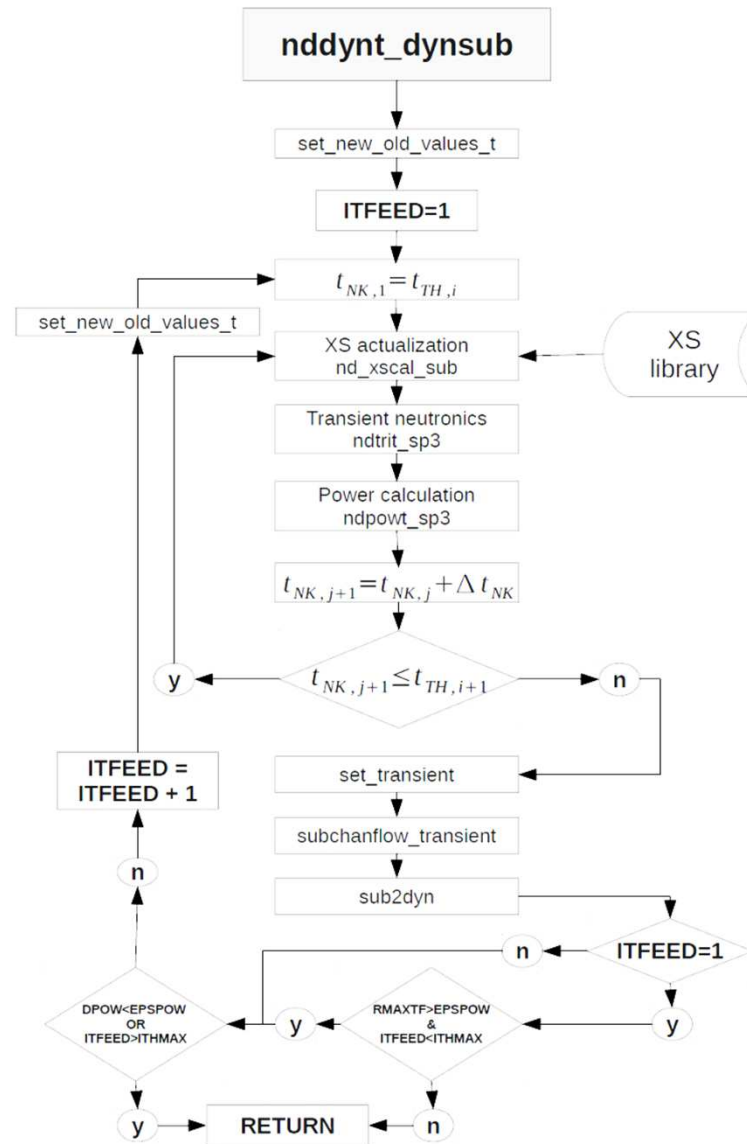 nddynt_dynsub
set_new_old_values_t
ITFEED=1
t_{NK,1}=t_{TH,i}
set_new_old_values_t
XS actualization
nd_xscal_sub
XS
library
Transient neutronics
ndtrit_sp3
Power calculation
ndpowt_sp3
t_{NK,j+1}=t_{NK,j}+Δt_{NK}
y
t_{NK,j+1}≤t_{TH,i+1}
n
ITFEED =
ITFEED + 1
set_transient
subchanflow_transient
n
sub2dyn
n
ITFEED=1
DPOW<EPSPOW
OR
ITFEED>ITHMAX
y
RMAXTF>EPSPOW
&
ITFEED<ITHMAX
y
y
RETURN
n